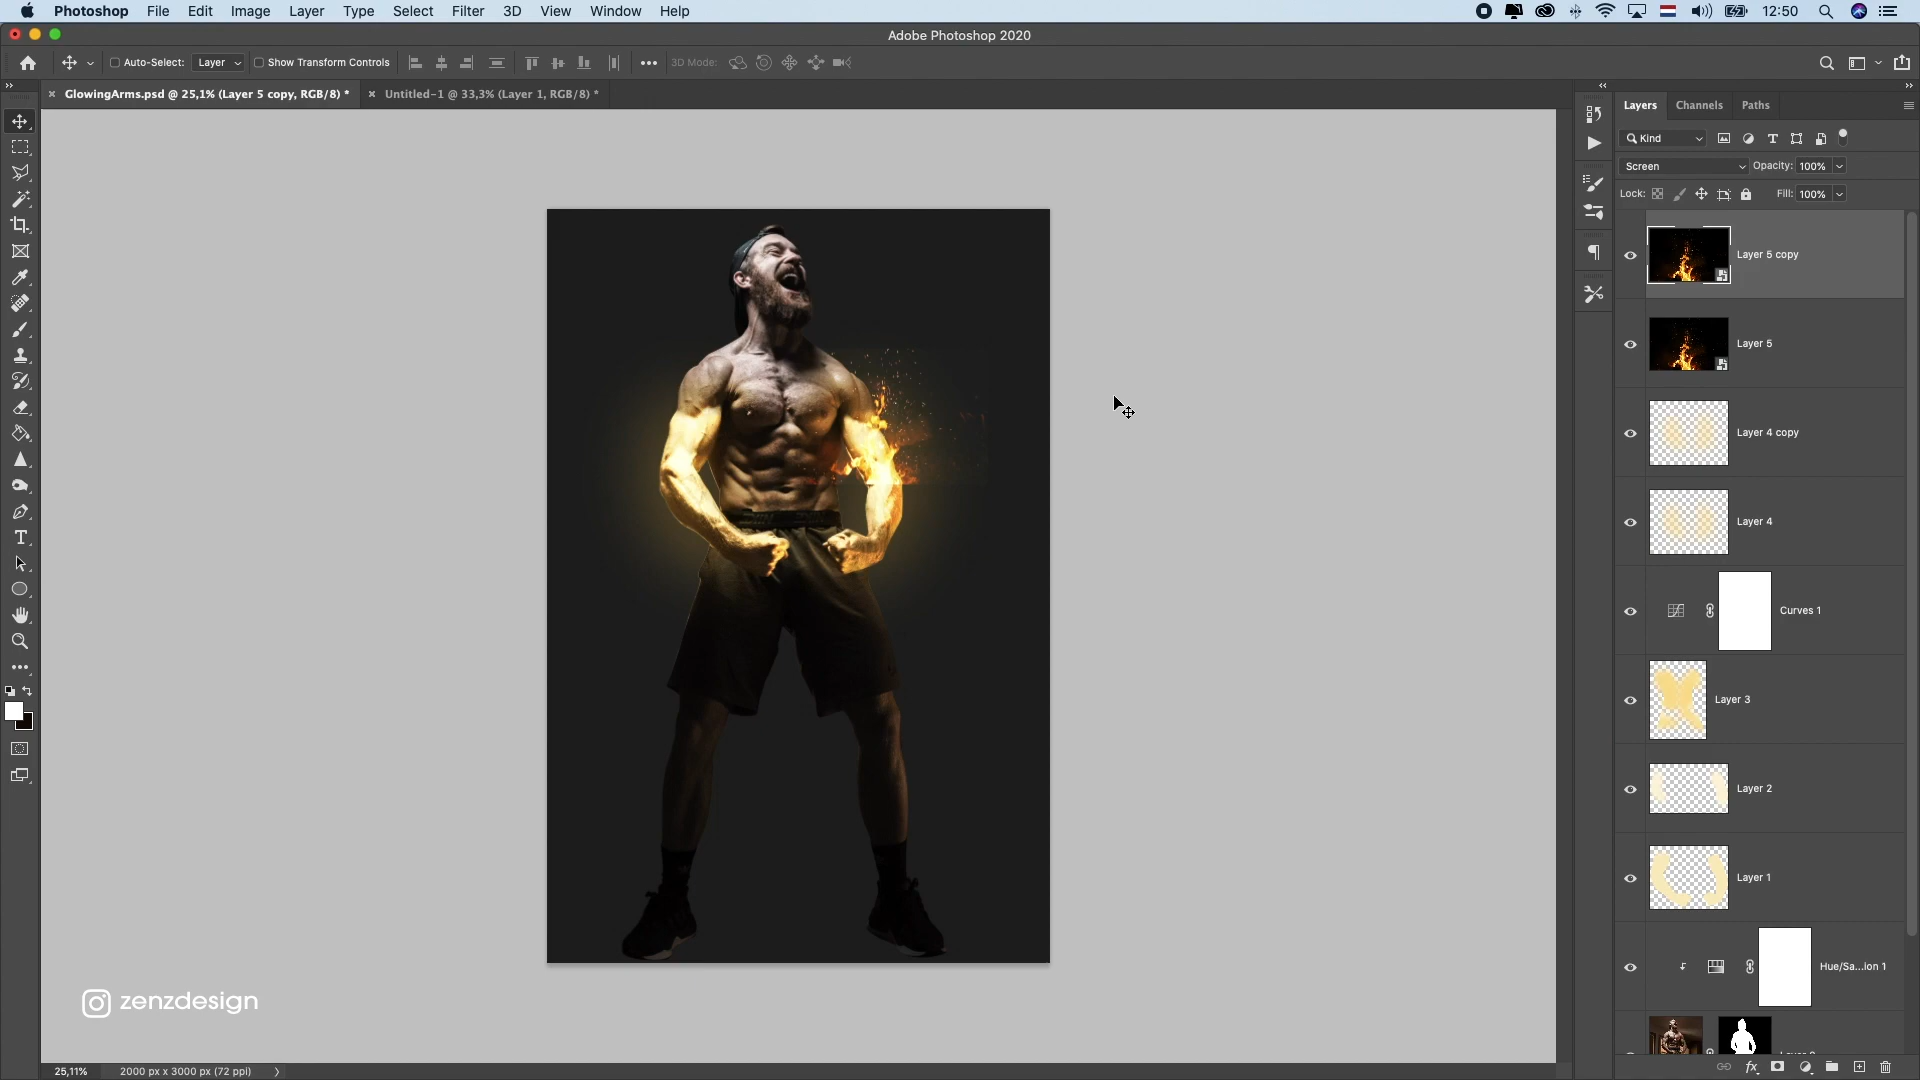 Photoshop File Edit Image Layer Type Select Filter 3D View Window Help 12:50
Adobe Photoshop 2020
Auto-Select: Layer Show Transform Controls 3D Mode:
GlowingArms.psd @ 25,1% (Layer 5 copy, RGB/8) * Untitled-1 @ 33,3% (Layer 1, RGB/8) *
Layers Channels Paths
Kind
Screen Opacity: 100%
Lock: Fill: 100%
Layer 5 copy
Layer 5
Layer 4 copy
Layer 4
Curves 1
Layer 3
Layer 2
Layer 1
Hue/Sa...ion 1
zenzdesign
25,11% 2000 px x 3000 px (72 ppi)